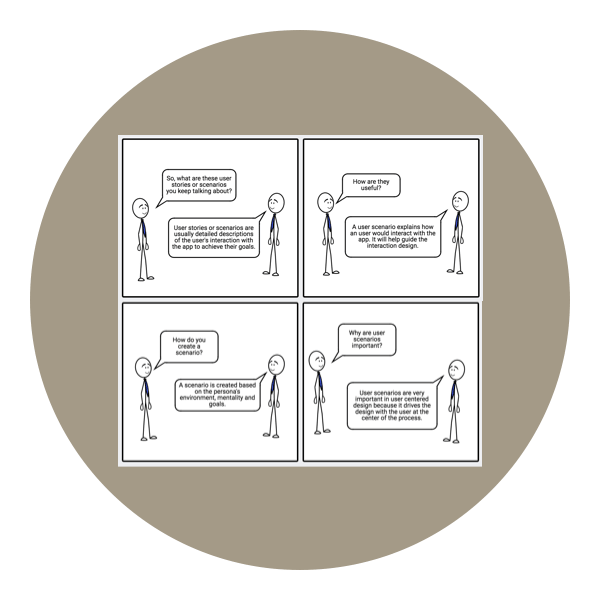 So, what are these user
stories or scenarios
you keep talking about?
User stories or scenarios are
usually detailed descriptions
of the user's interaction with
the app to achieve their goals.
How are they
useful?
A user scenario explains how
an user would interact with the
app. It will help guide the
interaction design.
How do you
create a
scenario?
A scenario is created based
on the persona's
environment, mentality and
goals.
Why are user
scenarios
important?
User scenarios are very
important in user centered
design because it drives the
design with the user at the
center of the process.